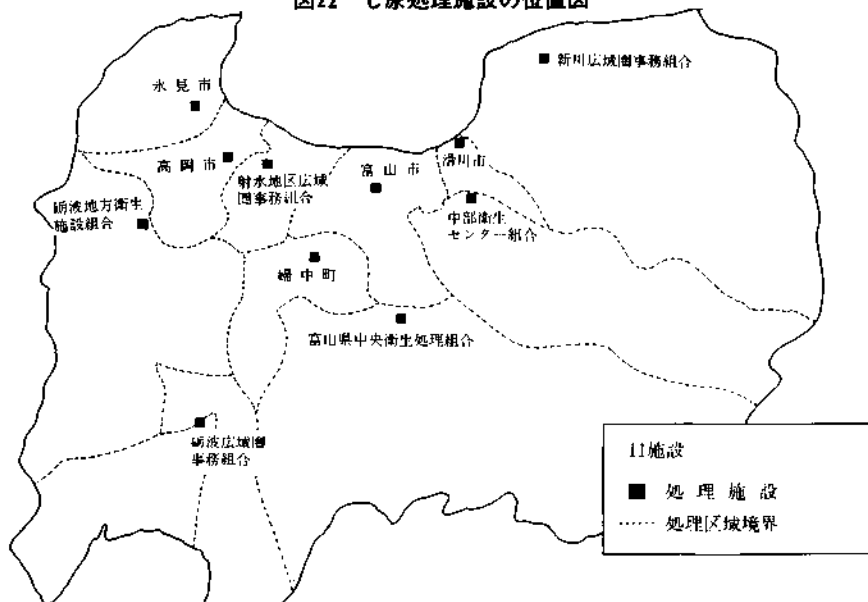 図22 し尿処理施設の位置図
新川広域圏事務組合
氷見市
高岡市
射水地区広域
圏事務組合
富山市
滑川市
砺波地方衛生
施設組合
中部衛生
センター組合
婦中町
富山県中央衛生処理組合
砺波広域圏
事務組合
11施設
■ 処理施設
…… 処理区域境界